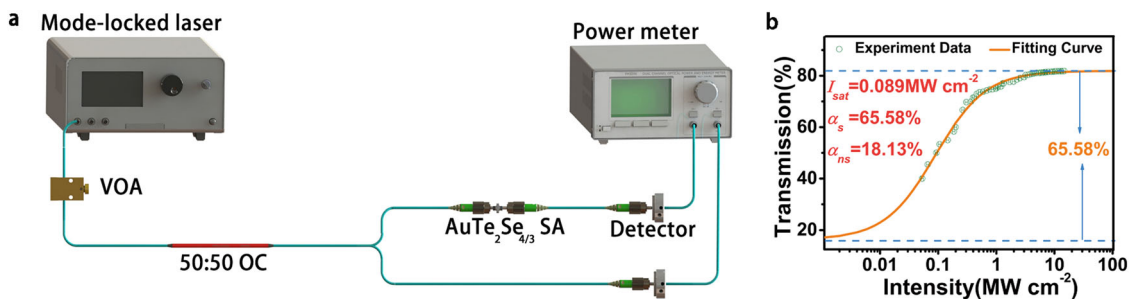 a
Mode-locked laser
Power meter
VOA
50:50 OC
AuTe2Se4/3 SA
Detector
b
Experiment Data
Fitting Curve
Transmission(%)
80
60
40
20
Isat=0.089MW cm-2
αs=65.58%
αns=18.13%
65.58%
0.01 0.1 1 10 100
Intensity(MW cm-2)